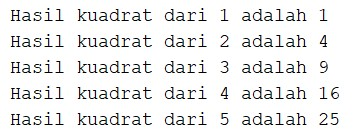 Hasil kuadrat dari 1 adalah 1
Hasil kuadrat dari 2 adalah 4
Hasil kuadrat dari 3 adalah 9
Hasil kuadrat dari 4 adalah 16
Hasil kuadrat dari 5 adalah 25